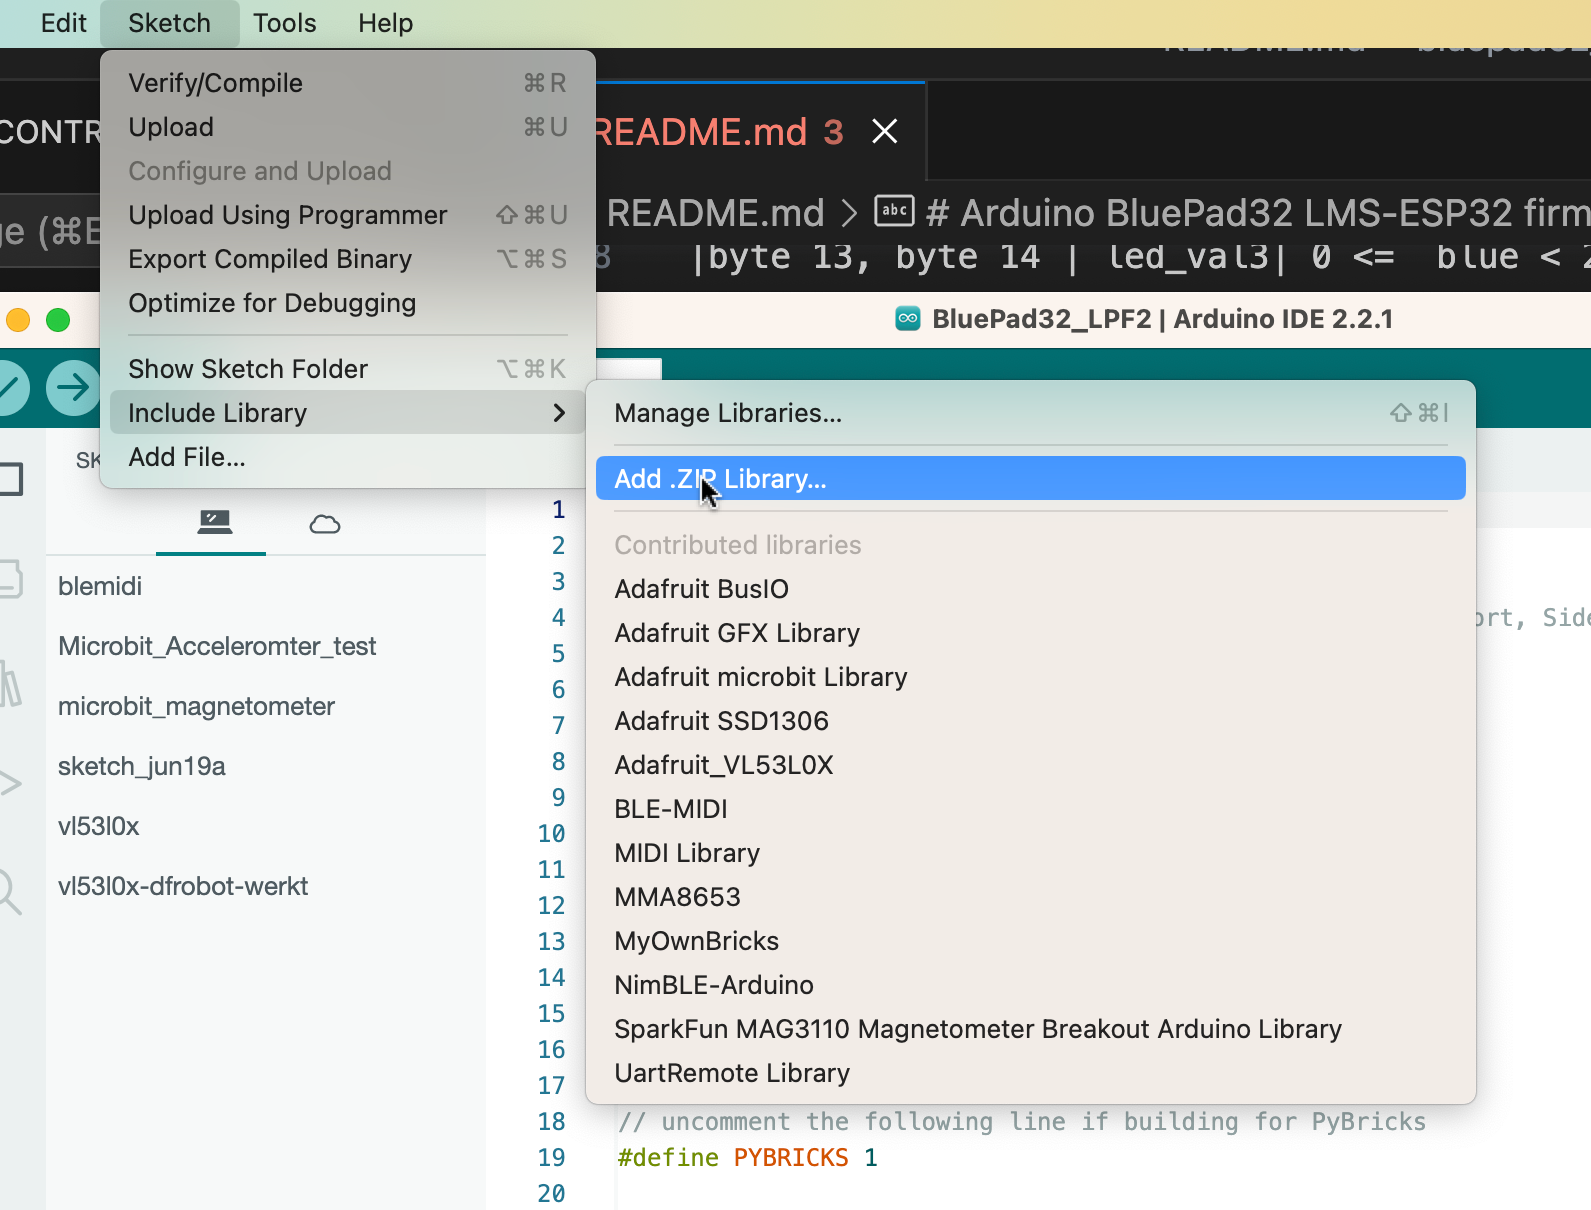 Edit Sketch Tools Help
Verify/Compile ⌘R
Upload ⌘U
Configure and Upload
Upload Using Programmer ⇧⌘U
Export Compiled Binary ⌥⌘S
Optimize for Debugging
Show Sketch Folder ⌥⌘K
Include Library
Add File...
README.md 3
README.md > abc # Arduino BluePad32 LMS-ESP32 firm
8 |byte 13, byte 14 | led_val3| 0 <= blue <
BluePad32_LPF2 | Arduino IDE 2.2.1
Manage Libraries... ⇧⌘I
Add .ZIP Library...
Contributed libraries
Adafruit BusIO
Adafruit GFX Library
Adafruit microbit Library
Adafruit SSD1306
Adafruit_VL53L0X
BLE-MIDI
MIDI Library
MMA8653
MyOwnBricks
NimBLE-Arduino
SparkFun MAG3110 Magnetometer Breakout Arduino Library
UartRemote Library
blemidi
Microbit_Acceleromter_test
microbit_magnetometer
sketch_jun19a
vl53l0x
vl53l0x-dfrobot-werkt
1
2
3
4 ort, Side
5
6
7
8
9
10
11
12
13
14
15
16
17
18 // uncomment the following line if building for PyBricks
19 #define PYBRICKS 1
20